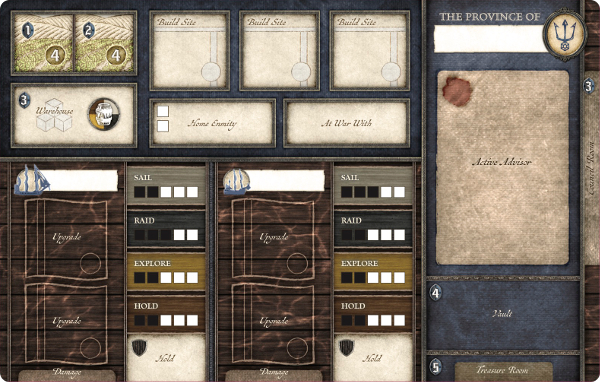 1
4
2
4
Build Site
Build Site
Build Site
3
Warehouse
Home Enmity
At War With
THE PROVINCE OF
Active Advisor
3
Council Room
4
Vault
5
Treasure Room
Upgrade
Upgrade
Damage
SAIL
RAID
EXPLORE
HOLD
Hold
Upgrade
Upgrade
Damage
SAIL
RAID
EXPLORE
HOLD
Hold